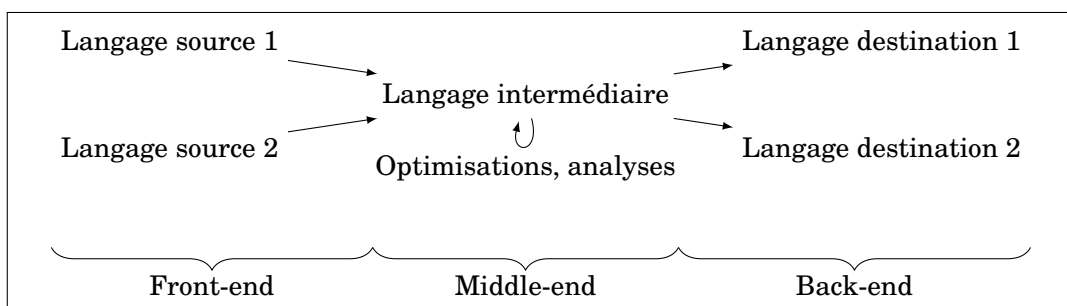 Langage source 1
Langage destination 1
Langage intermédiaire
Langage source 2
Langage destination 2
Optimisations, analyses
Front-end
Middle-end
Back-end